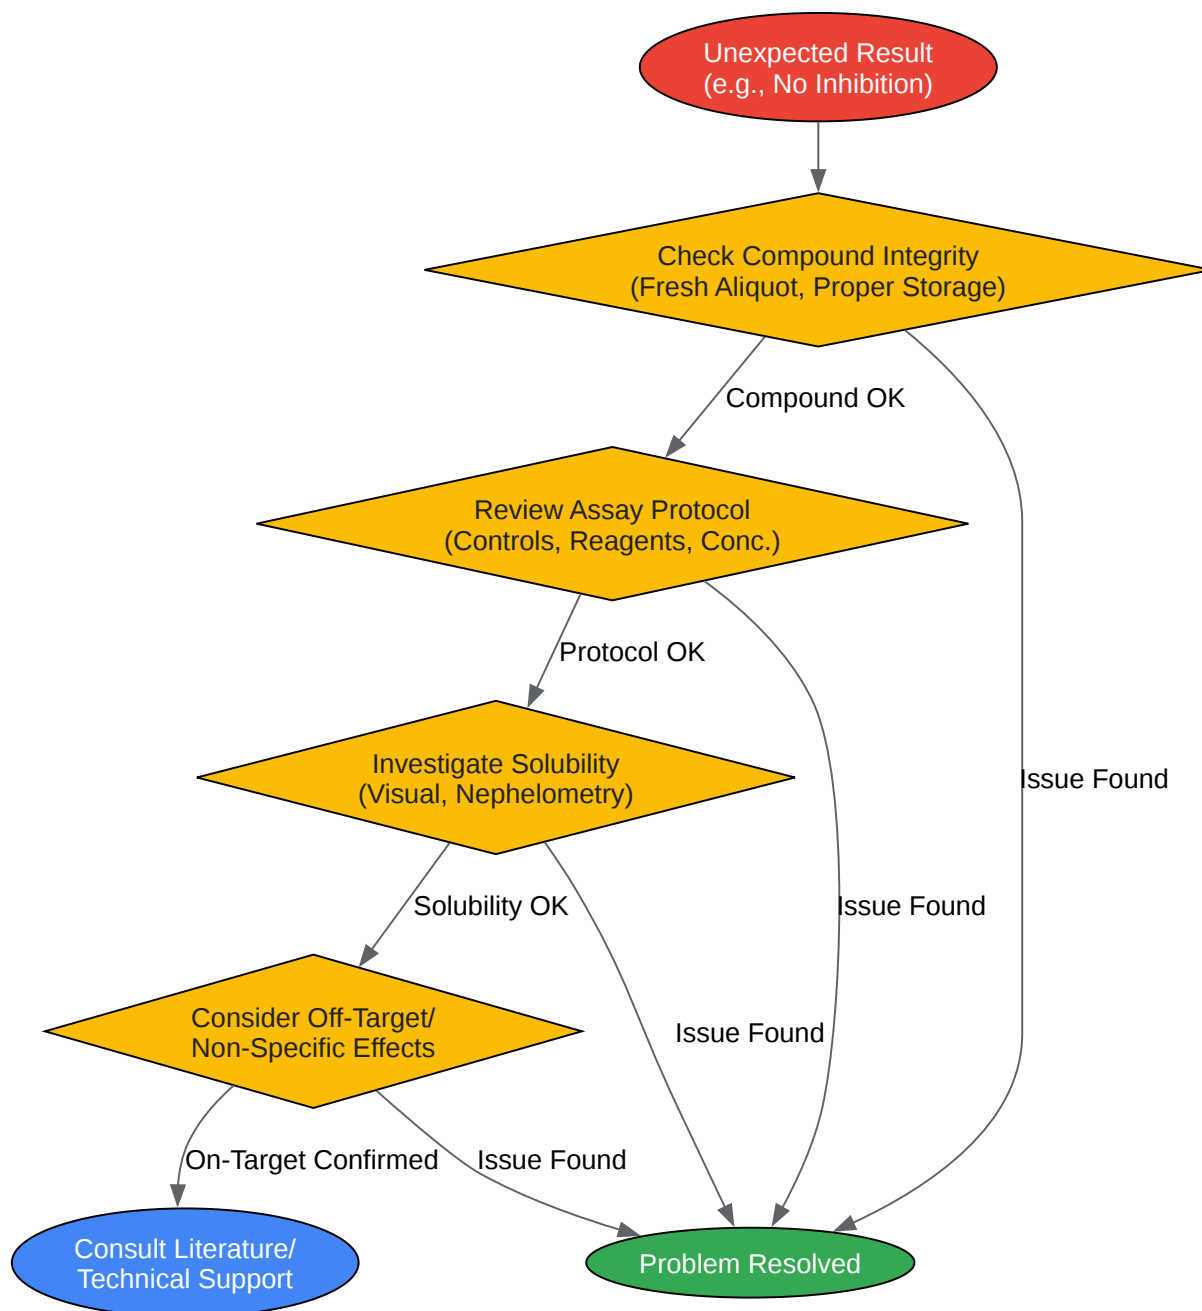 Unexpected Result
(e.g., No Inhibition)
Check Compound Integrity
(Fresh Aliquot, Proper Storage)
Compound OK
Review Assay Protocol
(Controls, Reagents, Conc.)
Protocol OK
Investigate Solubility
(Visual, Nephelometry)
Issue Found
Solubility OK
Issue Found
Consider Off-Target/
Non-Specific Effects
Issue Found
On-Target Confirmed
Issue Found
Consult Literature/
Technical Support
Problem Resolved